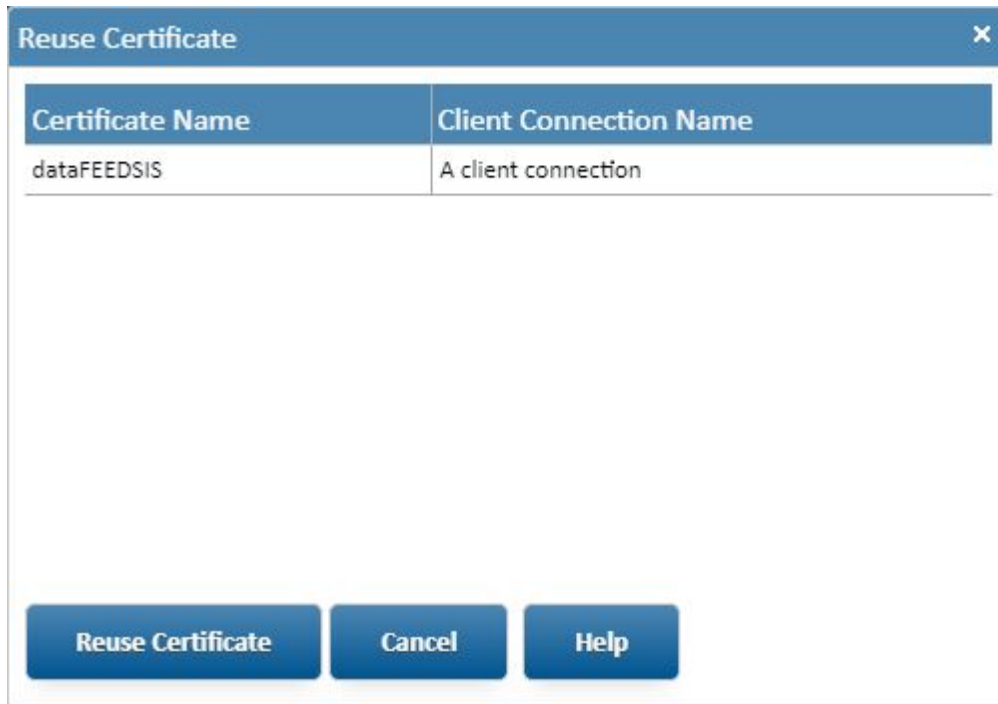 Reuse Certificate ×
Certificate Name Client Connection Name
dataFEEDSIS A client connection
Reuse Certificate Cancel Help